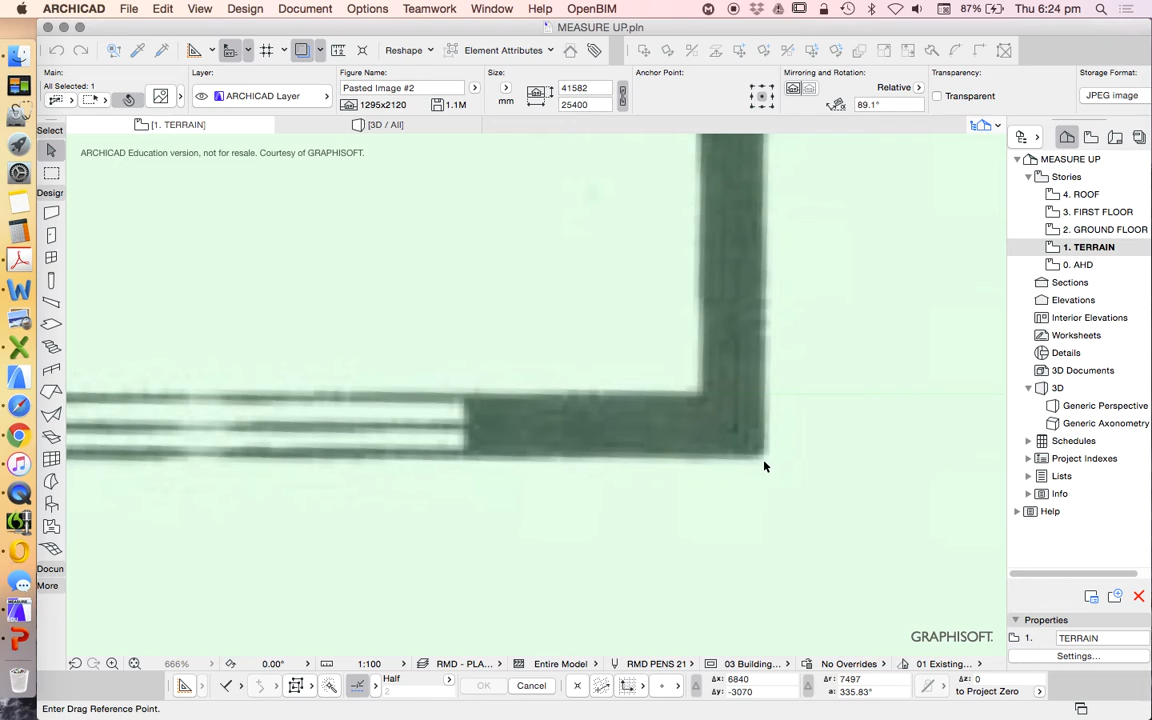 ARCHICAD File Edit View Design Document Options Teamwork Window Help OpenBIM 87% Thu 6:24 pm
MEASURE UP.pln
Reshape Element Attributes
Main: Layer: Figure Name: Size: Anchor Point: Mirroring and Rotation: Transparency: Storage Format:
All Selected: 1 ARCHICAD Layer Pasted Image #2 mm 41582 Relative Transparent JPEG image
1295x2120 1.1M 25400 89.1°
Select [1. TERRAIN] [3D / All]
ARCHICAD Education version, not for resale. Courtesy of GRAPHISOFT.
Design
Docun
More
MEASURE UP
Stories
4. ROOF
3. FIRST FLOOR
2. GROUND FLOOR
1. TERRAIN
0. AHD
Sections
Elevations
Interior Elevations
Worksheets
Details
3D Documents
3D
Generic Perspective
Generic Axonometry
Schedules
Project Indexes
Lists
Info
Help
Properties
1. TERRAIN
Settings...
GRAPHISOFT.
666% 0.00° 1:100 RMD - PLA... Entire Model RMD PENS 21 03 Building... No Overrides 01 Existing...
Half
2
OK Cancel
Δx: 6840 Δr: 7497 Δz: 0
Δy: -3070 a: 335.83° to Project Zero
Enter Drag Reference Point.